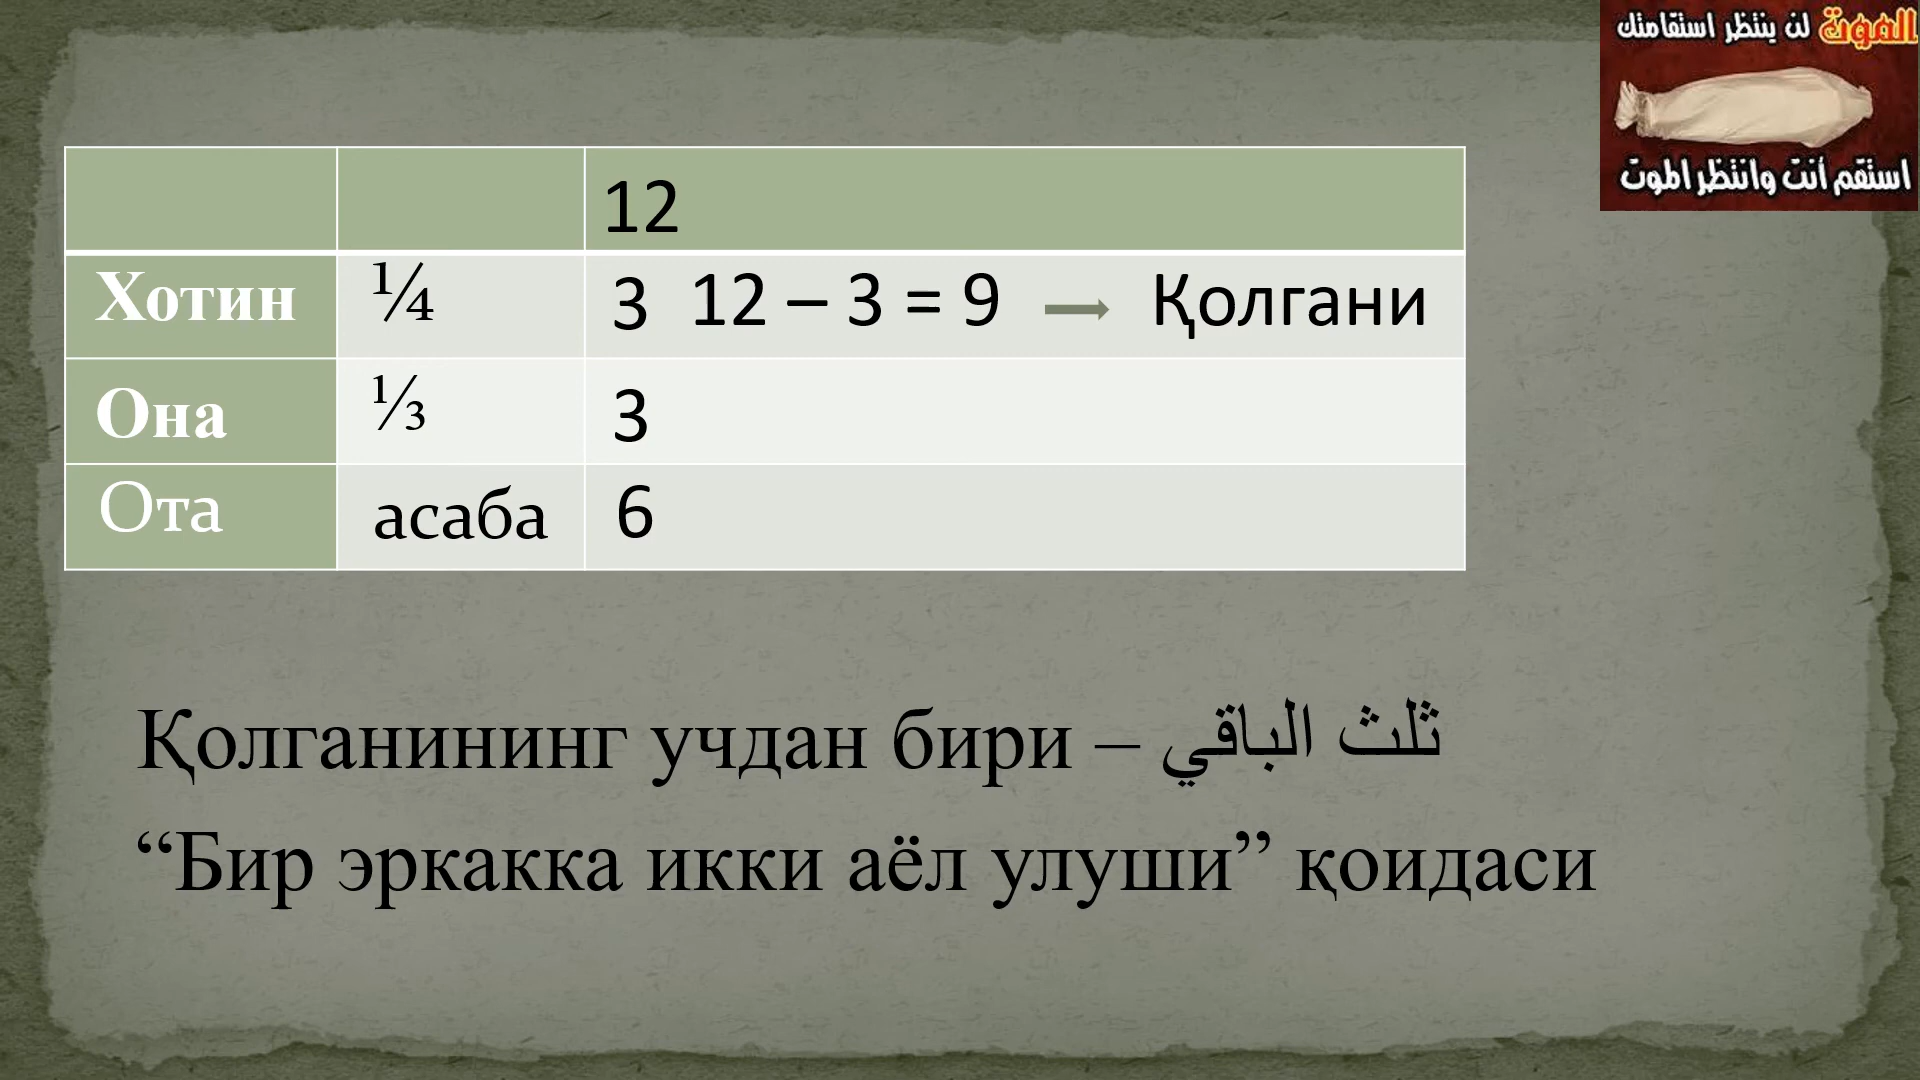 الموت لن ينتظر استقامتك
استقم أنت وانتظر الموت
12
Хотин ¼ 3 12 – 3 = 9 Қолгани
Она ⅓ 3
Ота асаба 6
Қолганининг учдан бири – ثلث الباقي
“Бир эркакка икки аёл улуши” қоидаси